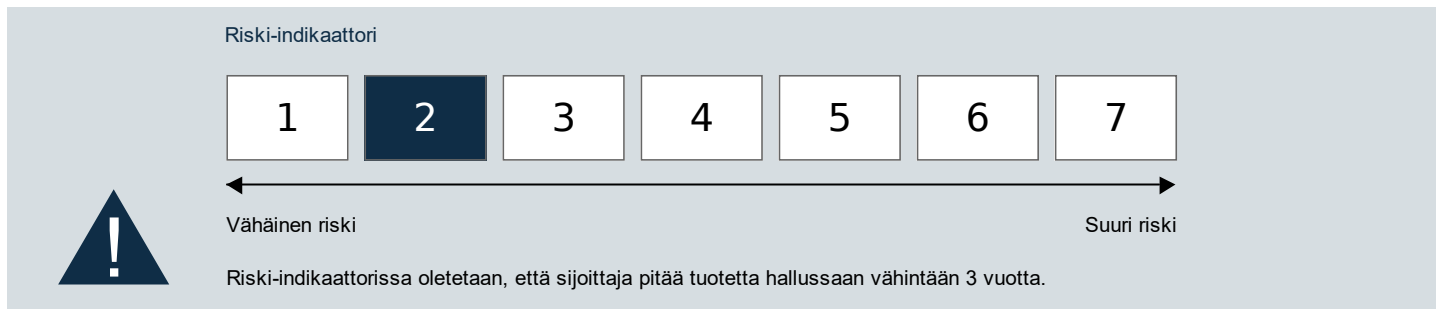 Riski-indikaattori
1 2 3 4 5 6 7
Vähäinen riski Suuri riski
!
Riski-indikaattorissa oletetaan, että sijoittaja pitää tuotetta hallussaan vähintään 3 vuotta.